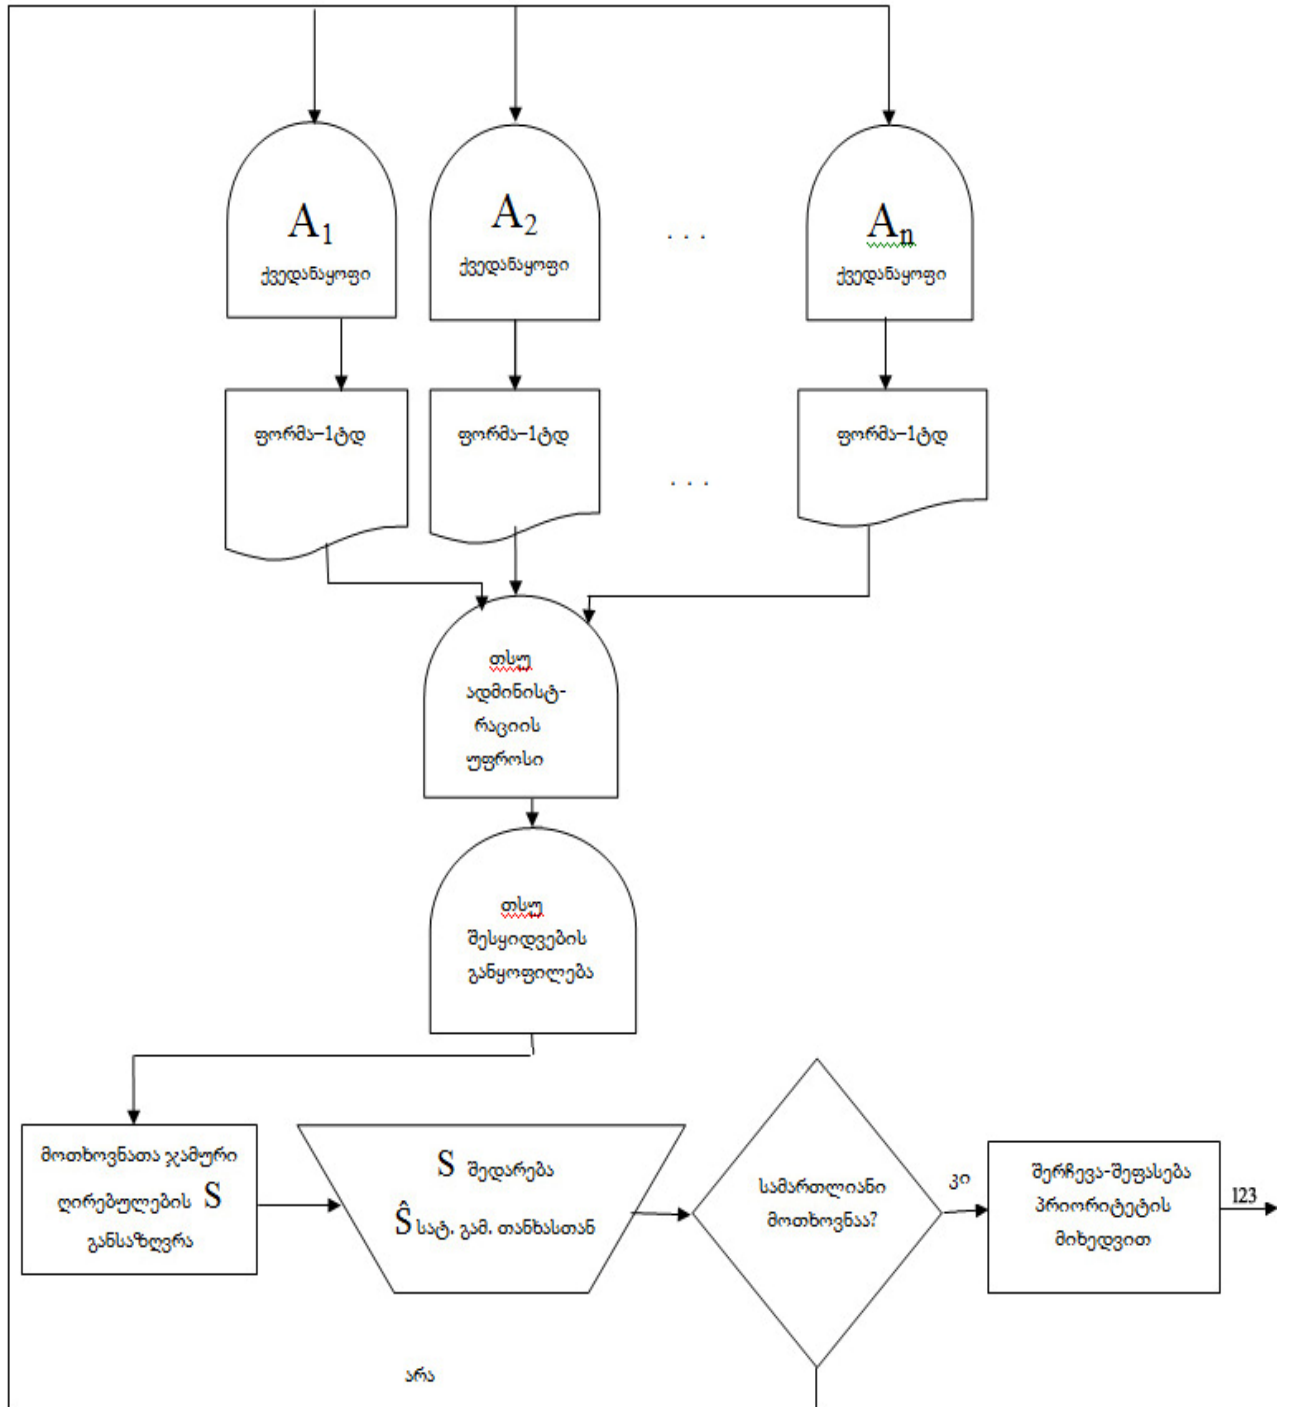 A1
ქვედანაყოფი
A2
ქვედანაყოფი
. . .
An
ქვედანაყოფი
ფორმა–1ტდ
ფორმა–1ტდ
. . .
ფორმა–1ტდ
თსუ
ადმინისტ-
რაციის
უფროსი
თსუ
შესყიდვების
განყოფილება
მოთხოვნათა ჯამური
ღირებულების S
განსაზღვრა
S შედარება
Ŝ სატ. გამ. თანხასთან
სამართლიანი
მოთხოვნაა?
კი
შერჩევა-შეფასება
პრიორიტეტის
მიხედვით
123
არა